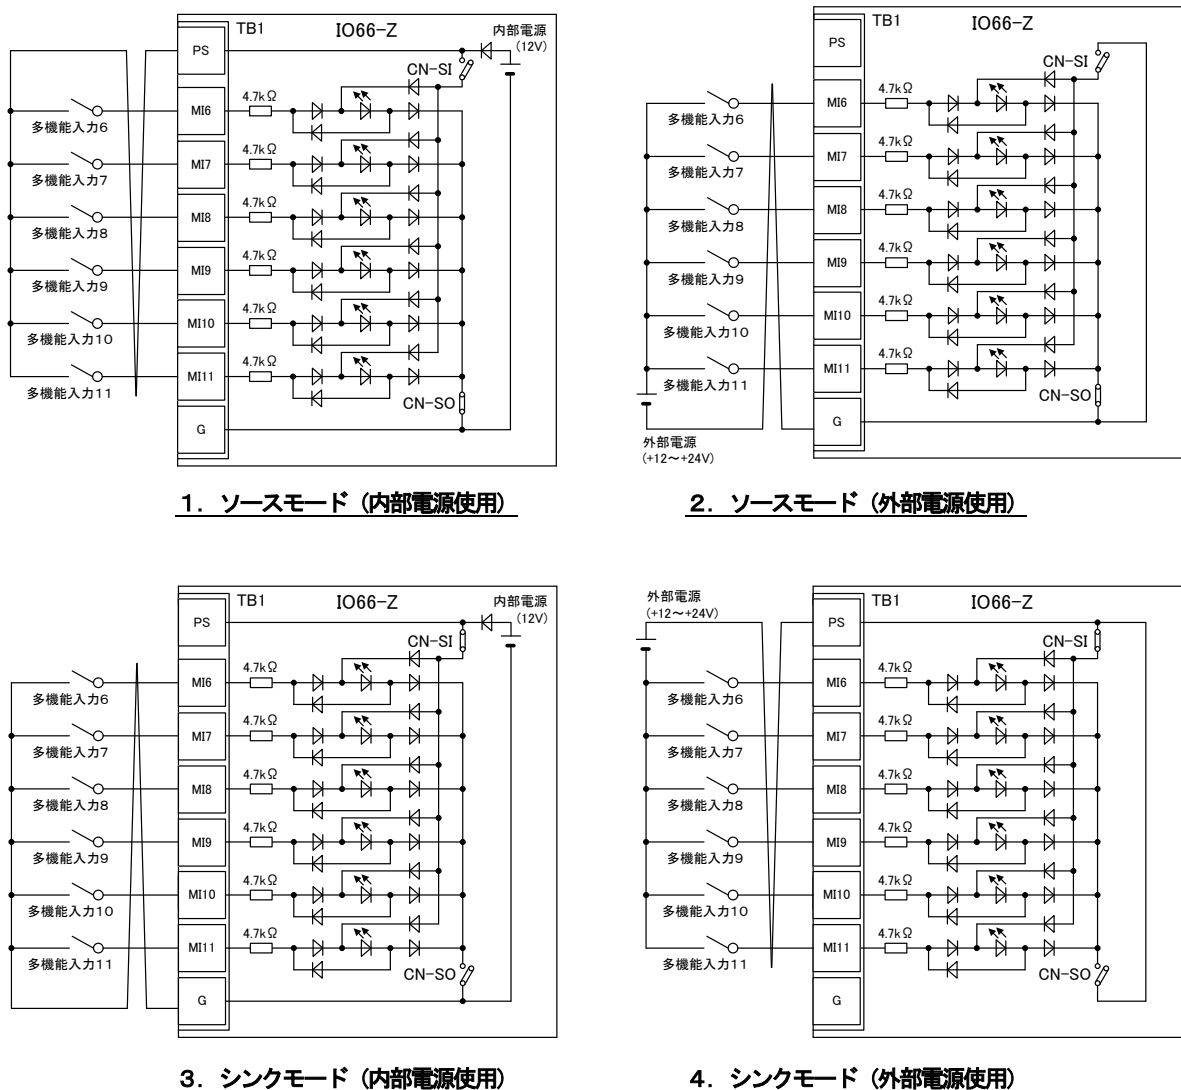 TB1
IO66-Z
内部電源
(12V)
PS
CN-SI
4.7kΩ
MI6
多機能入力6
4.7kΩ
MI7
多機能入力7
4.7kΩ
MI8
多機能入力8
4.7kΩ
MI9
多機能入力9
4.7kΩ
MI10
多機能入力10
4.7kΩ
MI11
多機能入力11
CN-SO
G
1. ソースモード（内部電源使用）
TB1
IO66-Z
PS
CN-SI
4.7kΩ
MI6
多機能入力6
4.7kΩ
MI7
多機能入力7
4.7kΩ
MI8
多機能入力8
4.7kΩ
MI9
多機能入力9
4.7kΩ
MI10
多機能入力10
4.7kΩ
MI11
多機能入力11
CN-SO
G
外部電源
(+12～+24V)
2. ソースモード（外部電源使用）
TB1
IO66-Z
内部電源
(12V)
PS
CN-SI
4.7kΩ
MI6
多機能入力6
4.7kΩ
MI7
多機能入力7
4.7kΩ
MI8
多機能入力8
4.7kΩ
MI9
多機能入力9
4.7kΩ
MI10
多機能入力10
4.7kΩ
MI11
多機能入力11
CN-SO
G
3. シンクモード（内部電源使用）
外部電源
(+12～+24V)
TB1
IO66-Z
PS
CN-SI
4.7kΩ
MI6
多機能入力6
4.7kΩ
MI7
多機能入力7
4.7kΩ
MI8
多機能入力8
4.7kΩ
MI9
多機能入力9
4.7kΩ
MI10
多機能入力10
4.7kΩ
MI11
多機能入力11
CN-SO
G
4. シンクモード（外部電源使用）